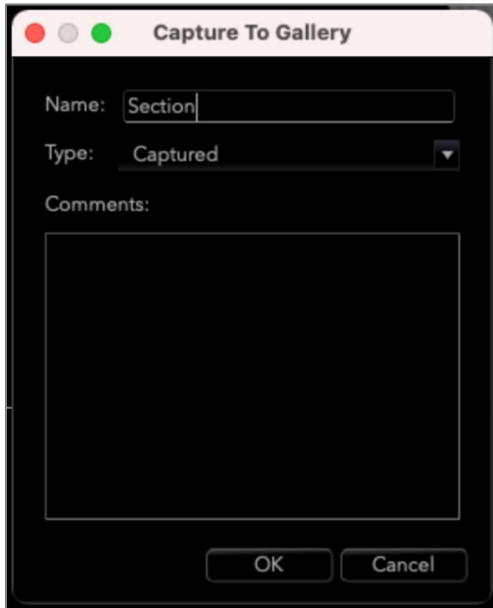 Capture To Gallery
Name: Section
Type: Captured
Comments:
OK Cancel